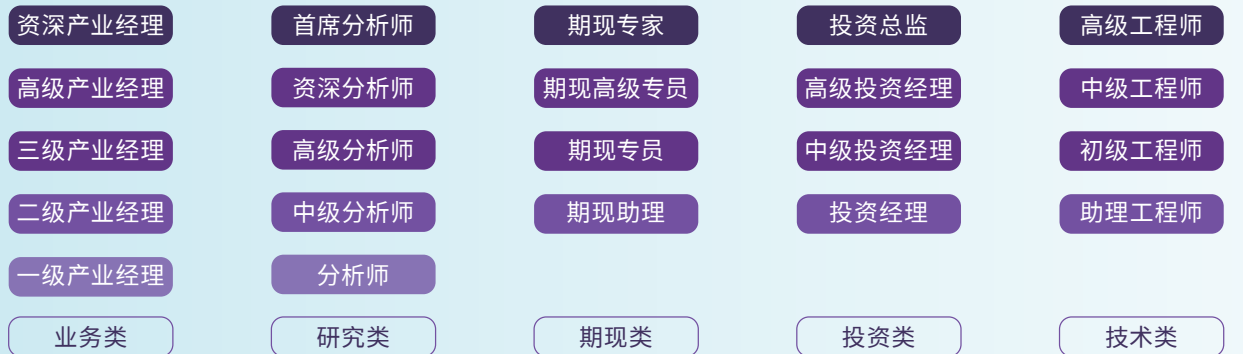 资深产业经理 首席分析师 期现专家 投资总监 高级工程师
高级产业经理 资深分析师 期现高级专员 高级投资经理 中级工程师
三级产业经理 高级分析师 期现专员 中级投资经理 初级工程师
二级产业经理 中级分析师 期现助理 投资经理 助理工程师
一级产业经理 分析师
业务类 研究类 期现类 投资类 技术类